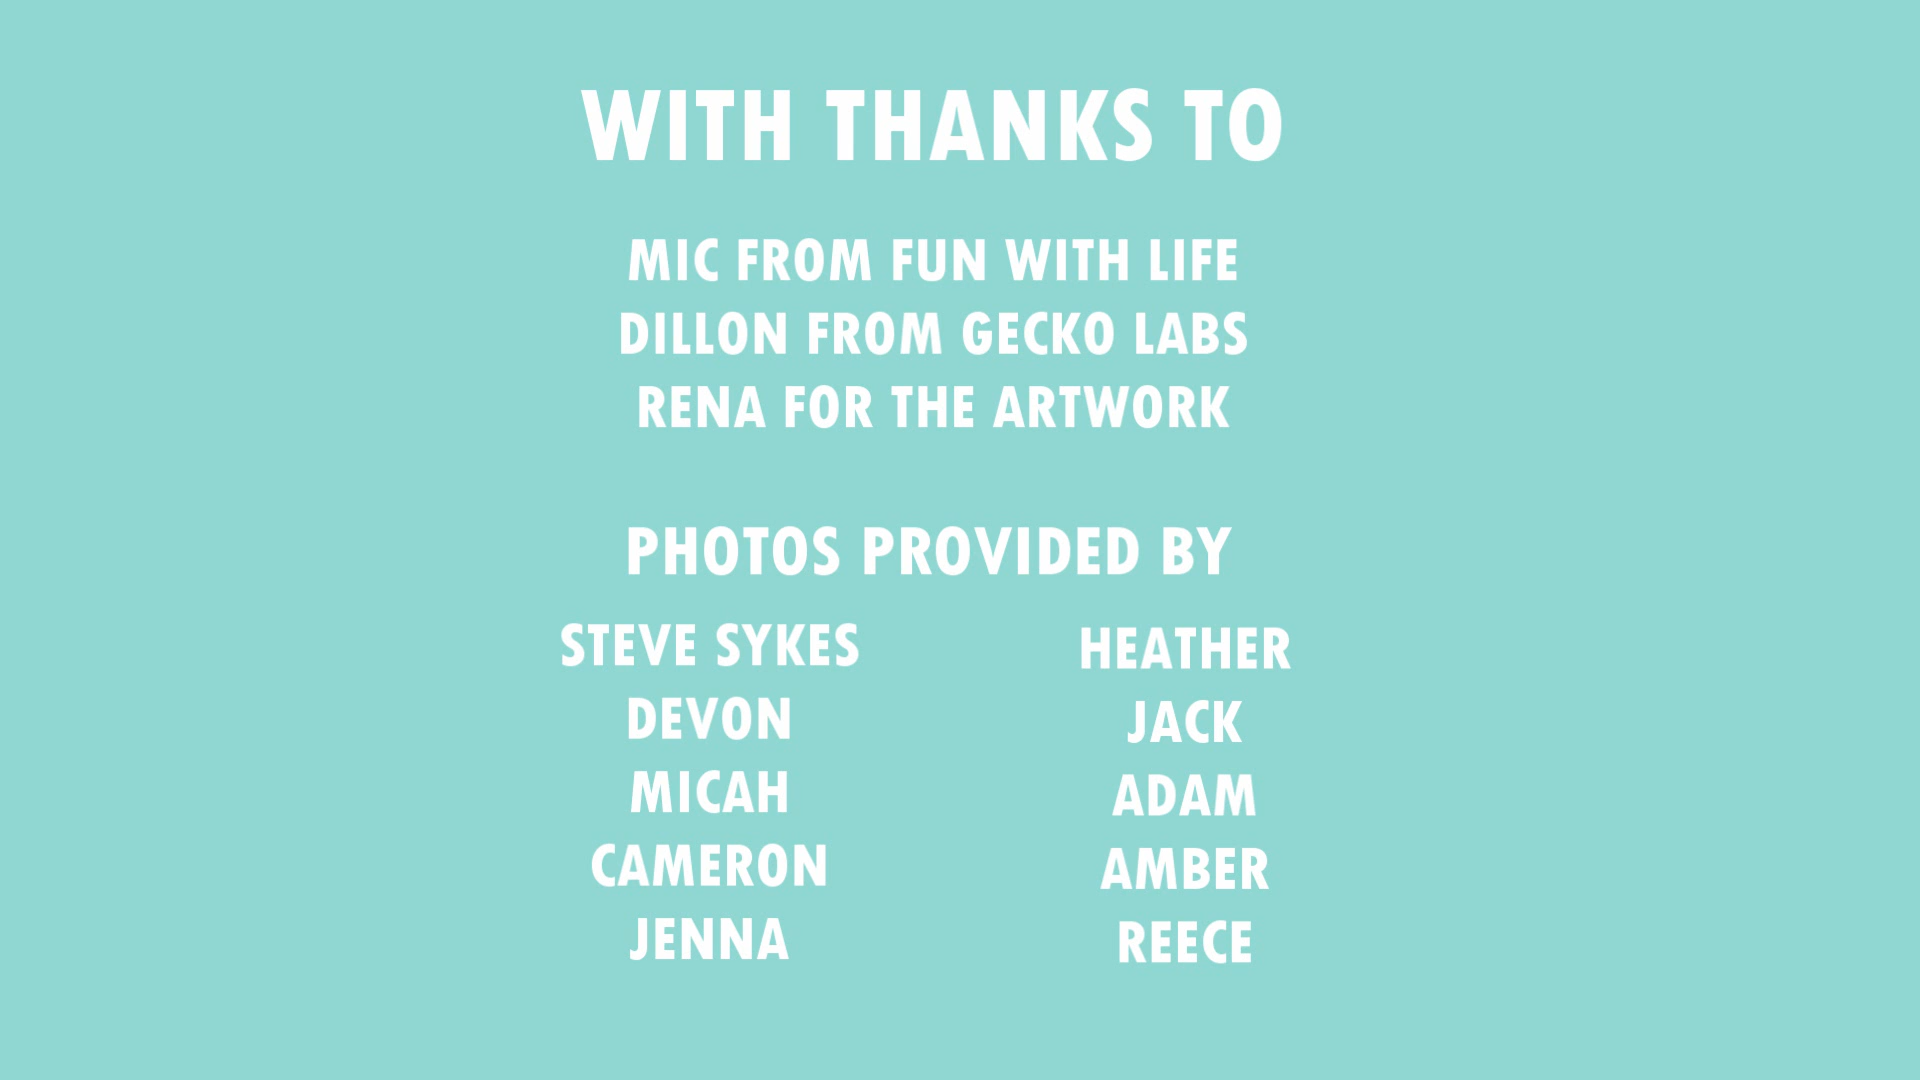 WITH THANKS TO
MIC FROM FUN WITH LIFE
DILLON FROM GECKO LABS
RENA FOR THE ARTWORK
PHOTOS PROVIDED BY
STEVE SYKES
DEVON
MICAH
CAMERON
JENNA
HEATHER
JACK
ADAM
AMBER
REECE